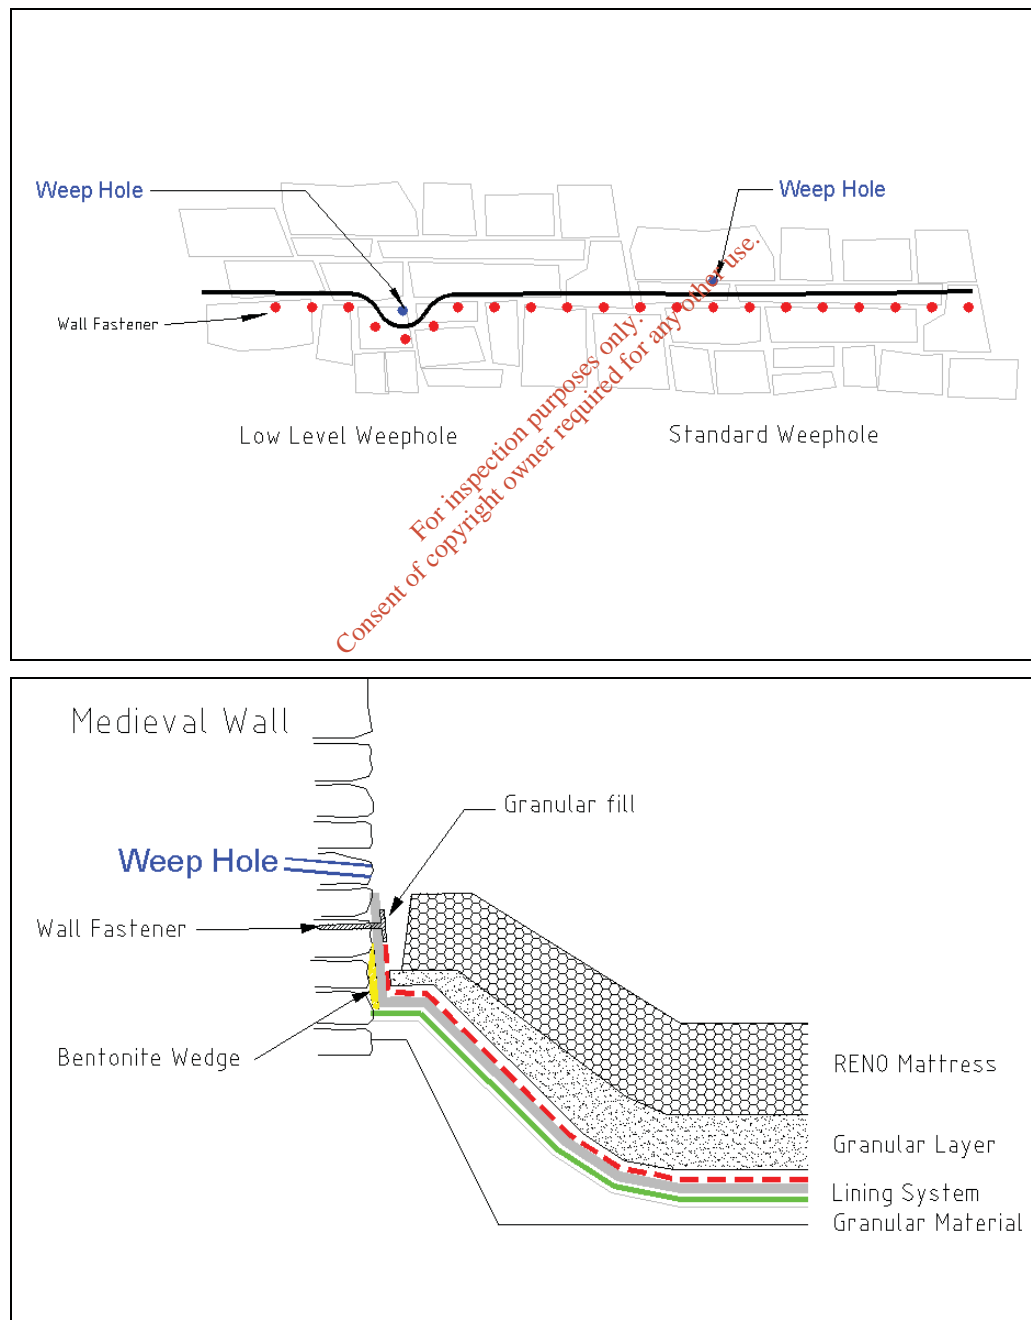 Weep Hole
Weep Hole
Wall Fastener
Low Level Weephole
Standard Weephole
For inspection purposes only.
Consent of copyright owner required for any other use.
Medieval Wall
Granular fill
Weep Hole
Wall Fastener
Bentonite Wedge
RENO Mattress
Granular Layer
Lining System
Granular Material